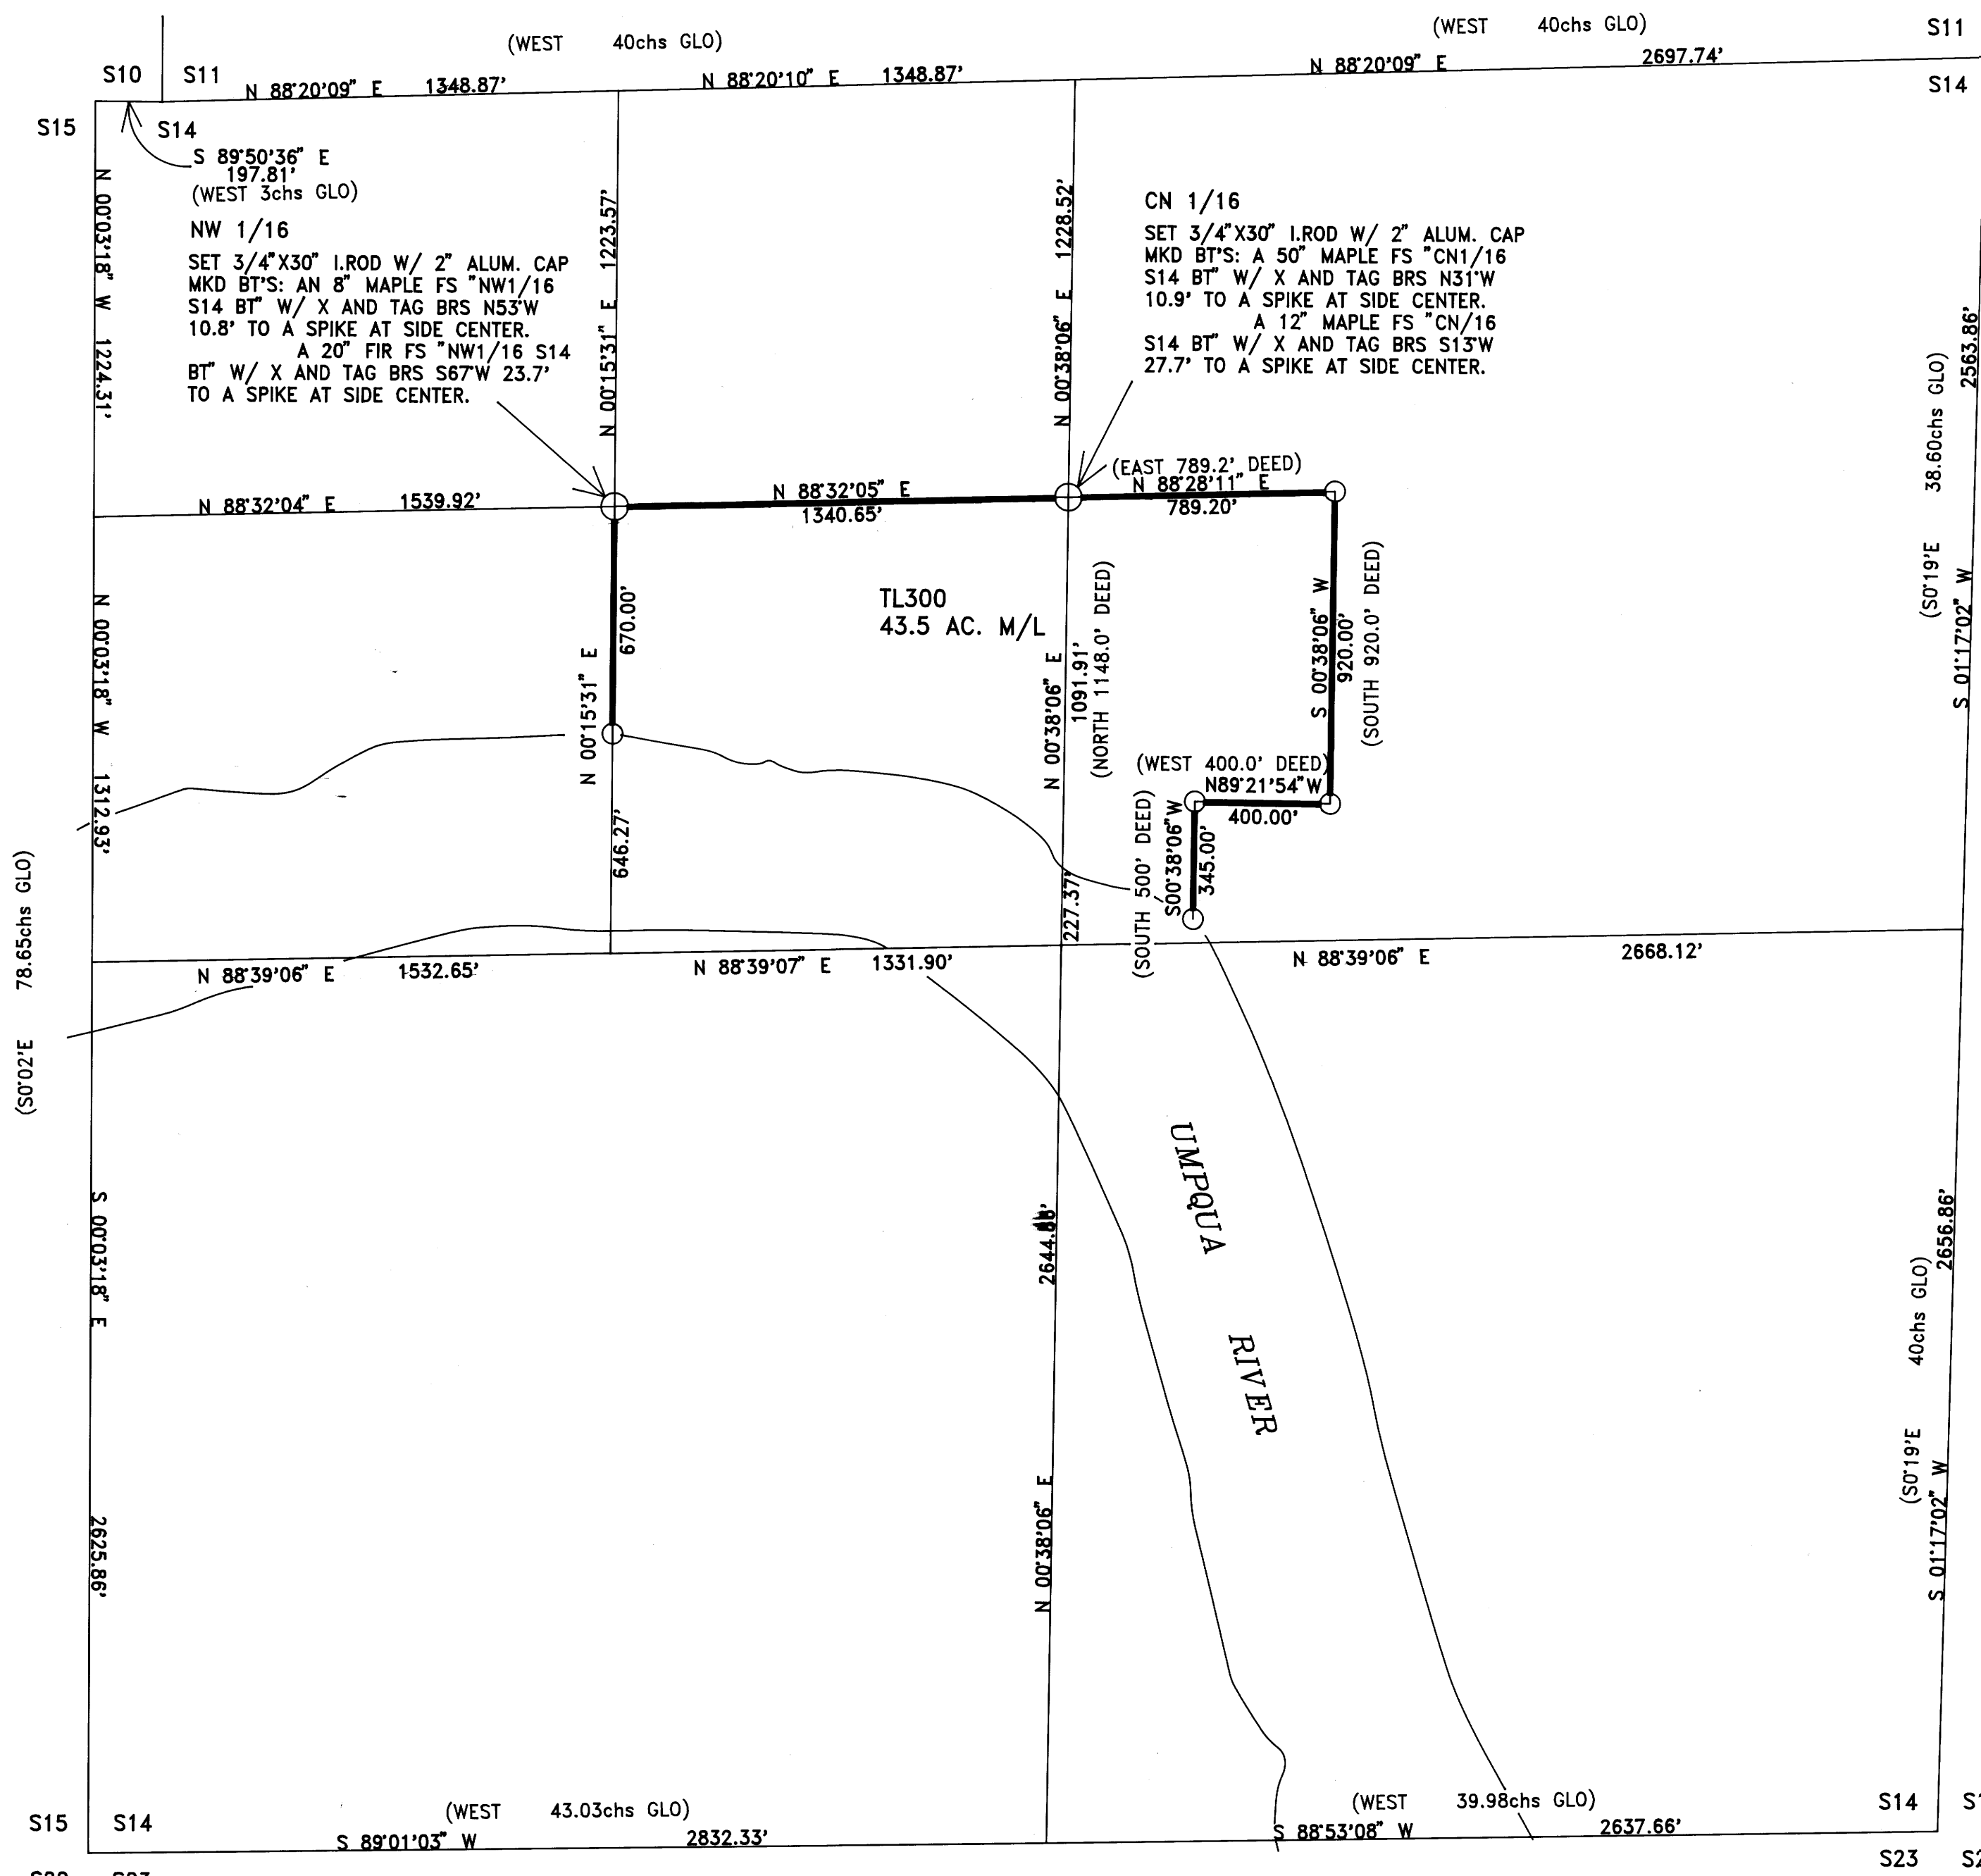 (WEST 40chs GLO)
(WEST 40chs GLO)
S11
S10
S11
N 88°20'09" E 1348.87'
N 88°20'10" E 1348.87'
N 88°20'09" E 2697.74'
S14
S15
S14
S 89°50'36" E
197.81'
(WEST 3chs GLO)
N 00°03'18" W 1224.31'
NW 1/16
SET 3/4"X30" I.ROD W/ 2" ALUM. CAP
MKD BT'S: AN 8" MAPLE FS "NW1/16
S14 BT" W/ X AND TAG BRS N53°W
10.8' TO A SPIKE AT SIDE CENTER.
A 20" FIR FS "NW1/16 S14
BT" W/ X AND TAG BRS S67°W 23.7'
TO A SPIKE AT SIDE CENTER.
N 00°15'31" E 1223.57'
N 00°38'06" E 1228.52'
CN 1/16
SET 3/4"X30" I.ROD W/ 2" ALUM. CAP
MKD BT'S: A 50" MAPLE FS "CN1/16
S14 BT" W/ X AND TAG BRS N31°W
10.9' TO A SPIKE AT SIDE CENTER.
A 12" MAPLE FS "CN/16
S14 BT" W/ X AND TAG BRS S13°W
27.7' TO A SPIKE AT SIDE CENTER.
(S0°19'E 38.60chs GLO)
S 01°17'02" W 2563.86'
N 88°32'04" E 1539.92'
N 88°32'05" E
1340.65'
(EAST 789.2' DEED)
N 88°28'11" E
789.20'
N 00°03'18" W 1312.93'
N 00°15'31" E
670.00'
646.27'
TL300
43.5 AC. M/L
N 00°38'06" E
1091.91'
(NORTH 1148.0' DEED)
227.37'
S 00°38'06" W
920.00'
(SOUTH 920.0' DEED)
(WEST 400.0' DEED)
N89°21'54"W
400.00'
(SOUTH 500' DEED)
S00°38'06"W
345.00'
(S0°02'E 78.65chs GLO)
N 88°39'06" E 1532.65'
N 88°39'07" E 1331.90'
N 88°39'06" E 2668.12'
S 00°03'18" E 2625.86'
N 00°38'06" E
UMPQUA RIVER
(S0°19'E 40chs GLO)
S 01°17'02" W 2656.86'
S15
S14
(WEST 43.03chs GLO)
S 89°01'03" W 2832.33'
(WEST 39.98chs GLO)
S 88°53'08" W 2637.66'
S14
S23